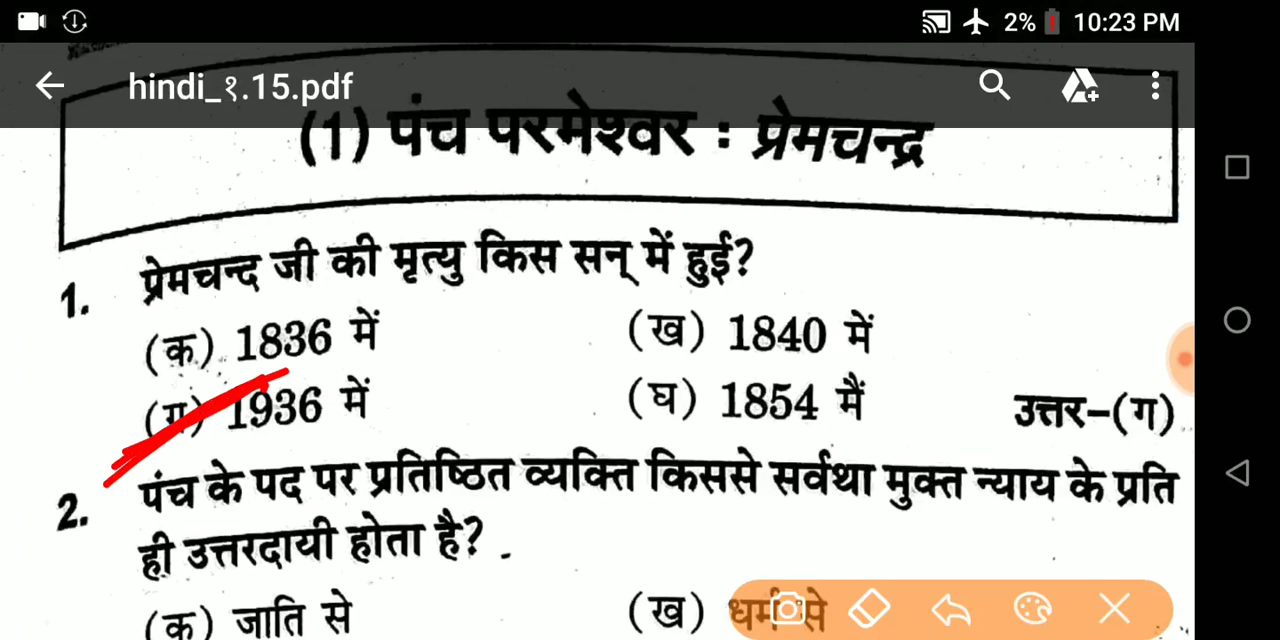 2% 10:23 PM
hindi_१.15.pdf
(1) पंच परमेश्वर : प्रेमचन्द्र
1. प्रेमचन्द जी की मृत्यु किस सन् में हुई?
(क) 1836 में (ख) 1840 में
(ग) 1936 में (घ) 1854 मैं उत्तर-(ग)
2. पंच के पद पर प्रतिष्ठित व्यक्ति किससे सर्वथा मुक्त न्याय के प्रति
ही उत्तरदायी होता है?
(क) जाति से (ख) धर्म से